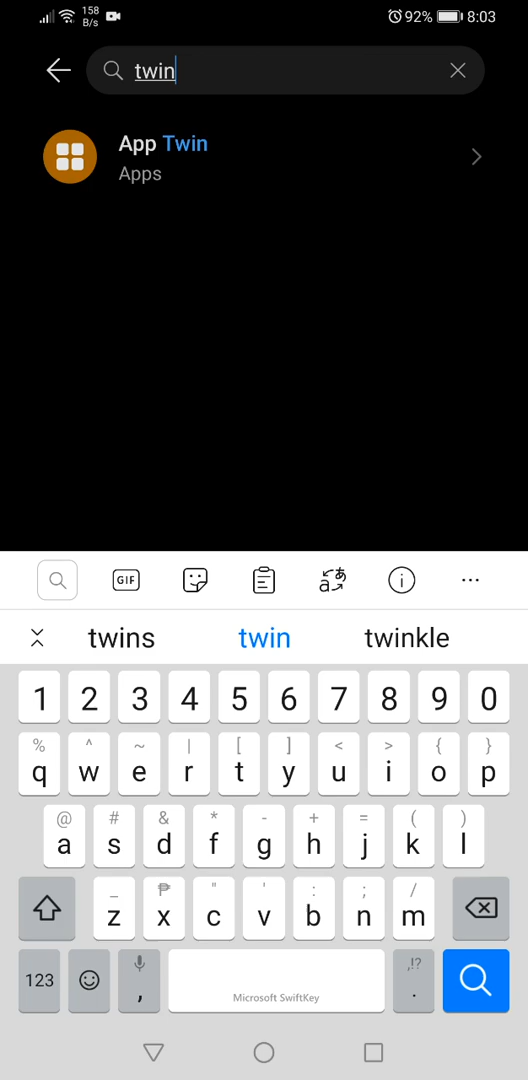 158 B/s 92% 8:03
twin
App Twin
Apps
GIF
twins twin twinkle
1 2 3 4 5 6 7 8 9 0
% ^ ~ | [ ] < > { }
q w e r t y u i o p
@ # & * - + = ( )
a s d f g h j k l
_ ₱ " ' : ; /
z x c v b n m
,!?
123 , Microsoft SwiftKey .